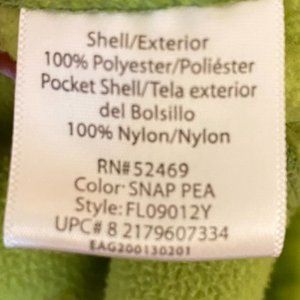 Shell/Exterior
100% Polyester/Poliéster
Pocket Shell/Tela exterior
del Bolsillo
100% Nylon/Nylon
RN# 52469
Color: SNAP PEA
Style: FL09012Y
UPC# 8 2179607334
EAG200130201